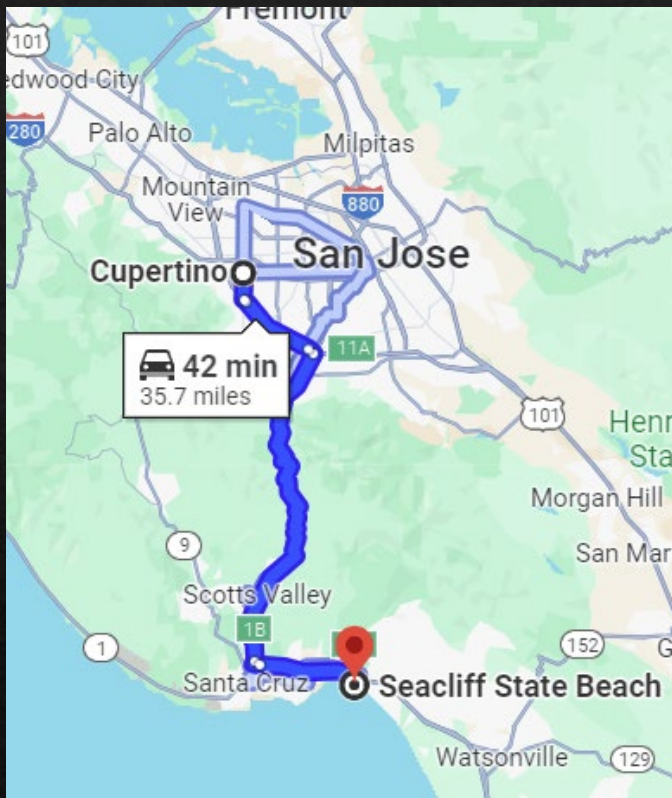 Fremont
101
edwood City
280
Palo Alto
Milpitas
Mountain
View
880
San Jose
Cupertino
11A
42 min
35.7 miles
101
Henr
Sta
Morgan Hill
9
San Mar
Scotts Valley
1B
1
152
G
Santa Cruz
Seacliff State Beach
Watsonville
129